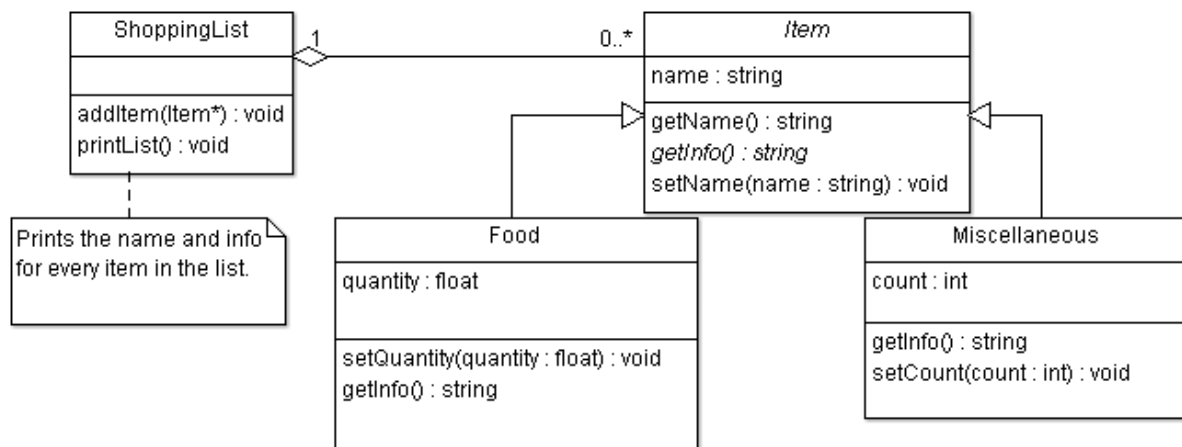 ShoppingList
addItem(Item*) : void
printList() : void
1
0..*
Item
name : string
getName() : string
getInfo() : string
setName(name : string) : void
Prints the name and info
for every item in the list.
Food
quantity : float
setQuantity(quantity : float) : void
getInfo() : string
Miscellaneous
count : int
getInfo() : string
setCount(count : int) : void